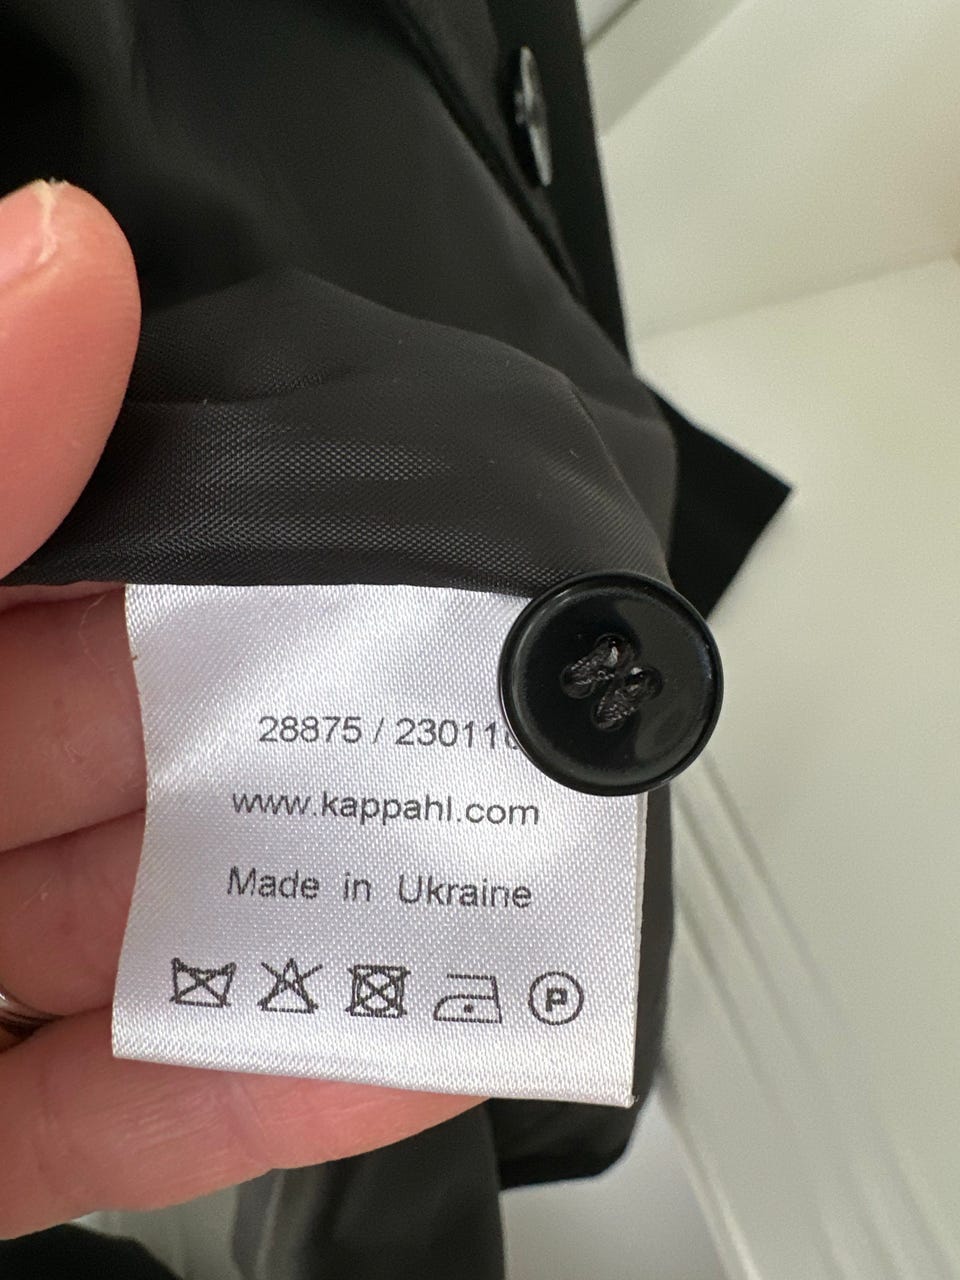 28875 / 23011
www.kappahl.com
Made in Ukraine
P